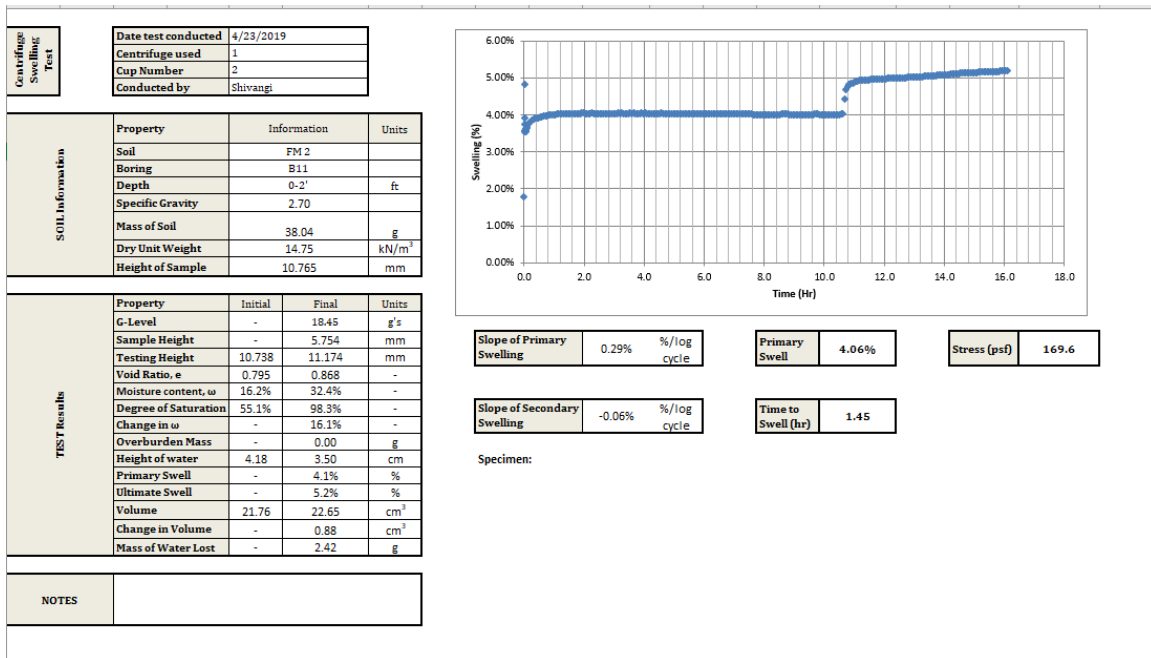 Centrifuge
Swelling
Test
Date test conducted 4/23/2019
Centrifuge used 1
Cup Number 2
Conducted by Shivangi
SOIL Information
Property Information Units
Soil FM 2
Boring B11
Depth 0-2' ft
Specific Gravity 2.70
Mass of Soil 38.04 g
Dry Unit Weight 14.75 kN/m³
Height of Sample 10.765 mm
TEST Results
Property Initial Final Units
G-Level - 18.45 g's
Sample Height - 5.754 mm
Testing Height 10.738 11.174 mm
Void Ratio, e 0.795 0.868 -
Moisture content, ω 16.2% 32.4% -
Degree of Saturation 55.1% 98.3% -
Change in ω - 16.1% -
Overburden Mass - 0.00 g
Height of water 4.18 3.50 cm
Primary Swell - 4.1% %
Ultimate Swell - 5.2% %
Volume 21.76 22.65 cm³
Change in Volume - 0.88 cm³
Mass of Water Lost - 2.42 g
NOTES
Swelling (%)
6.00%
5.00%
4.00%
3.00%
2.00%
1.00%
0.00%
0.0 2.0 4.0 6.0 8.0 10.0 12.0 14.0 16.0 18.0
Time (Hr)
Slope of Primary
Swelling
0.29%
%/log
cycle
Primary
Swell
4.06%
Stress (psf) 169.6
Slope of Secondary
Swelling
-0.06%
%/log
cycle
Time to
Swell (hr)
1.45
Specimen: